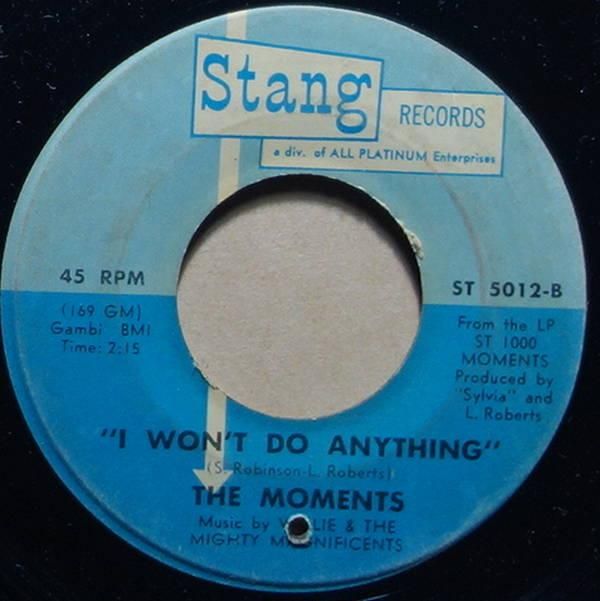 Stang
RECORDS
a div. of ALL PLATINUM Enterprises
45 RPM
(169 GM)
Gambi BMI
Time: 2:15
ST 5012-B
From the LP
ST 1000
MOMENTS
Produced by
"Sylvia" and
L. Roberts
"I WON'T DO ANYTHING"
(S. Robinson-L. Roberts)
THE MOMENTS
Music by & THE
MIGHTY